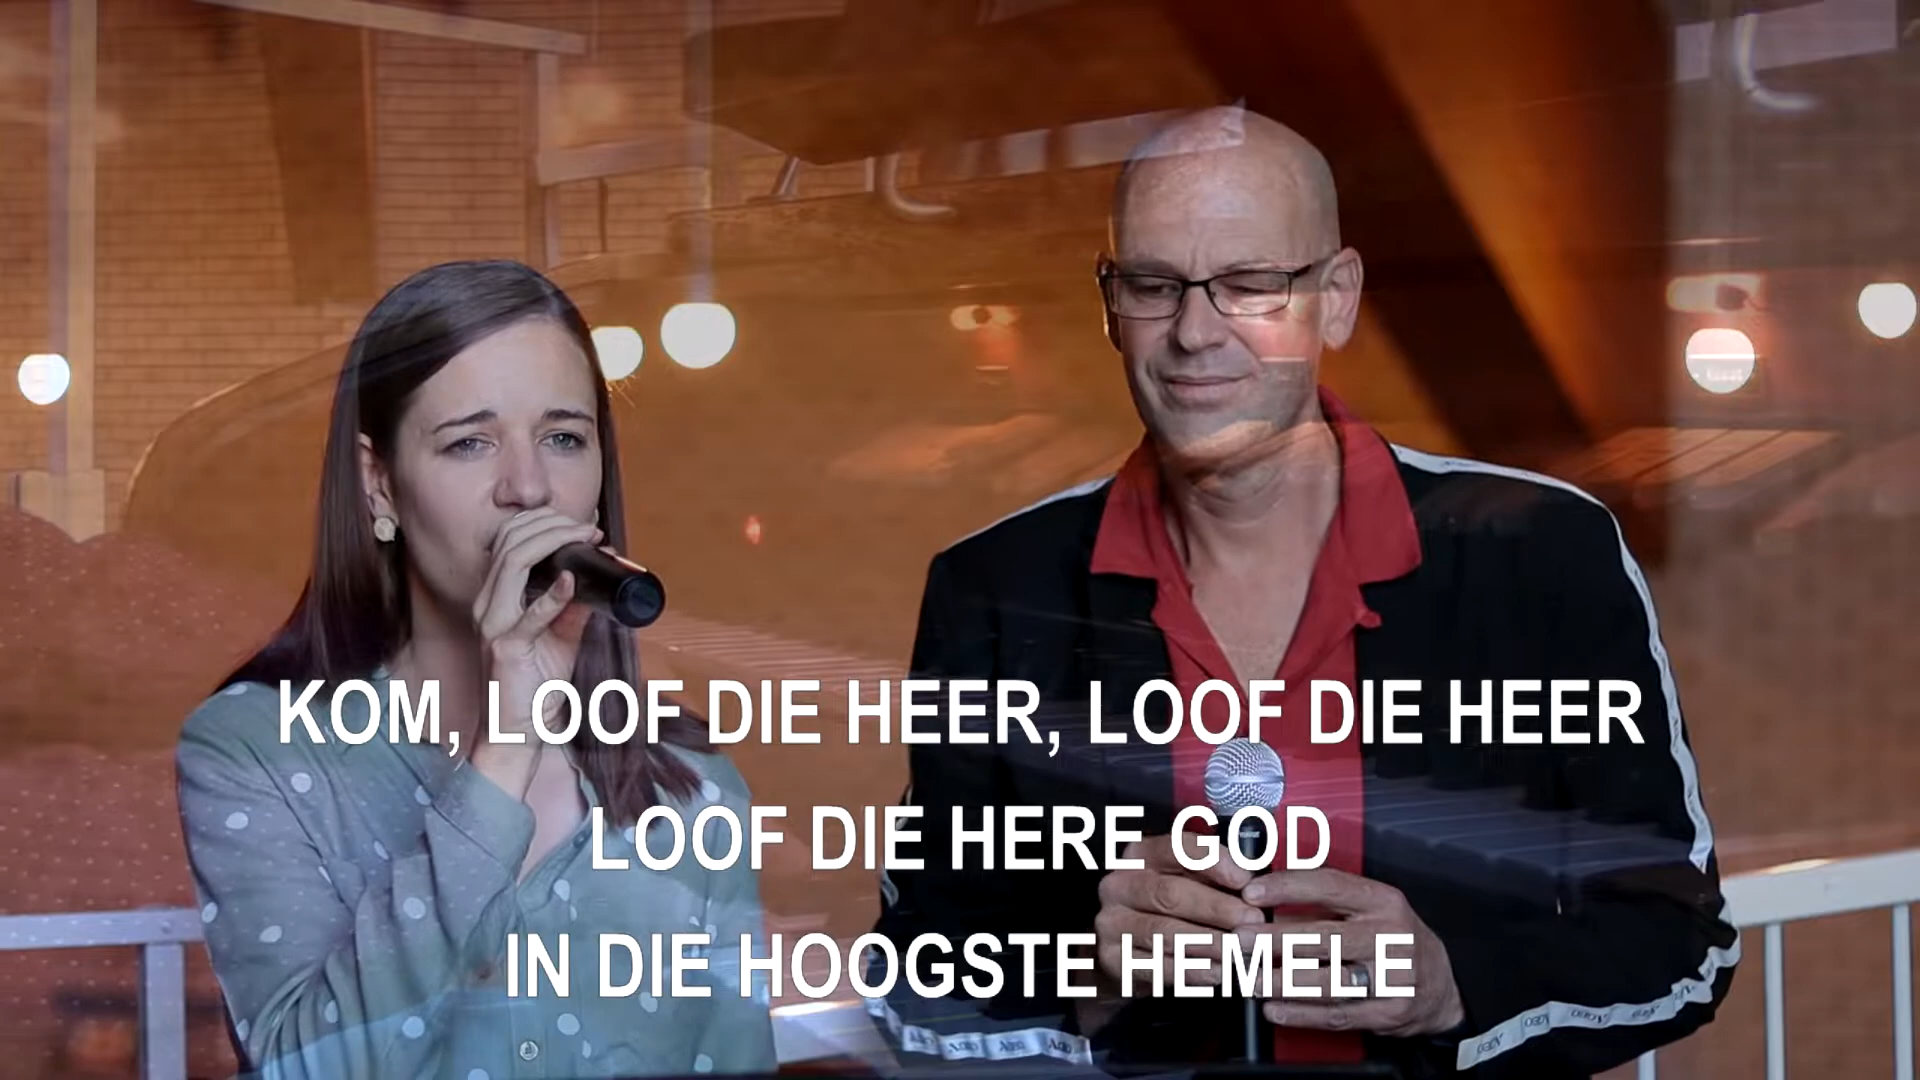 KOM, LOOF DIE HEER, LOOF DIE HEER
LOOF DIE HERE GOD
IN DIE HOOGSTE HEMELE